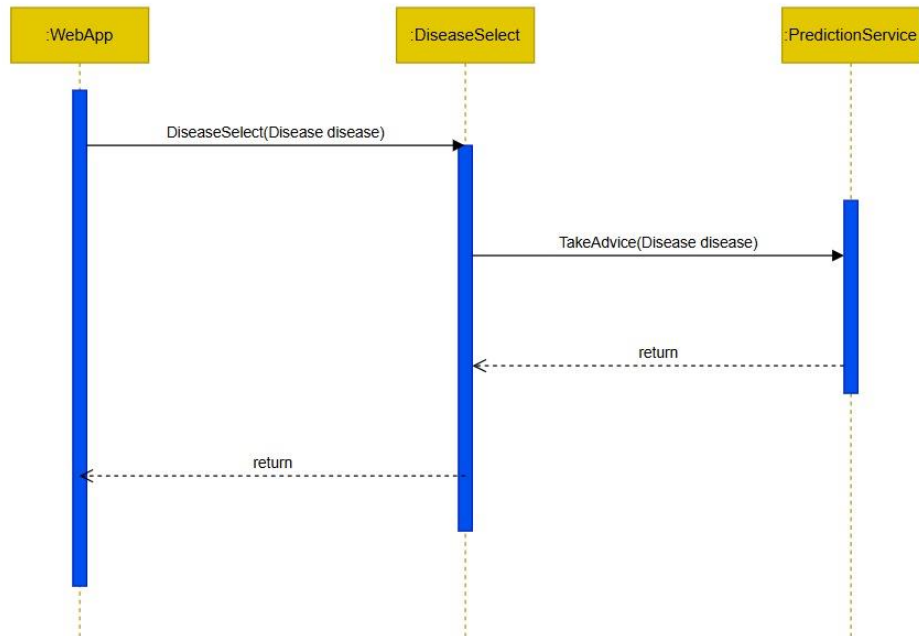 :WebApp
:DiseaseSelect
:PredictionService
DiseaseSelect(Disease disease)
TakeAdvice(Disease disease)
return
return